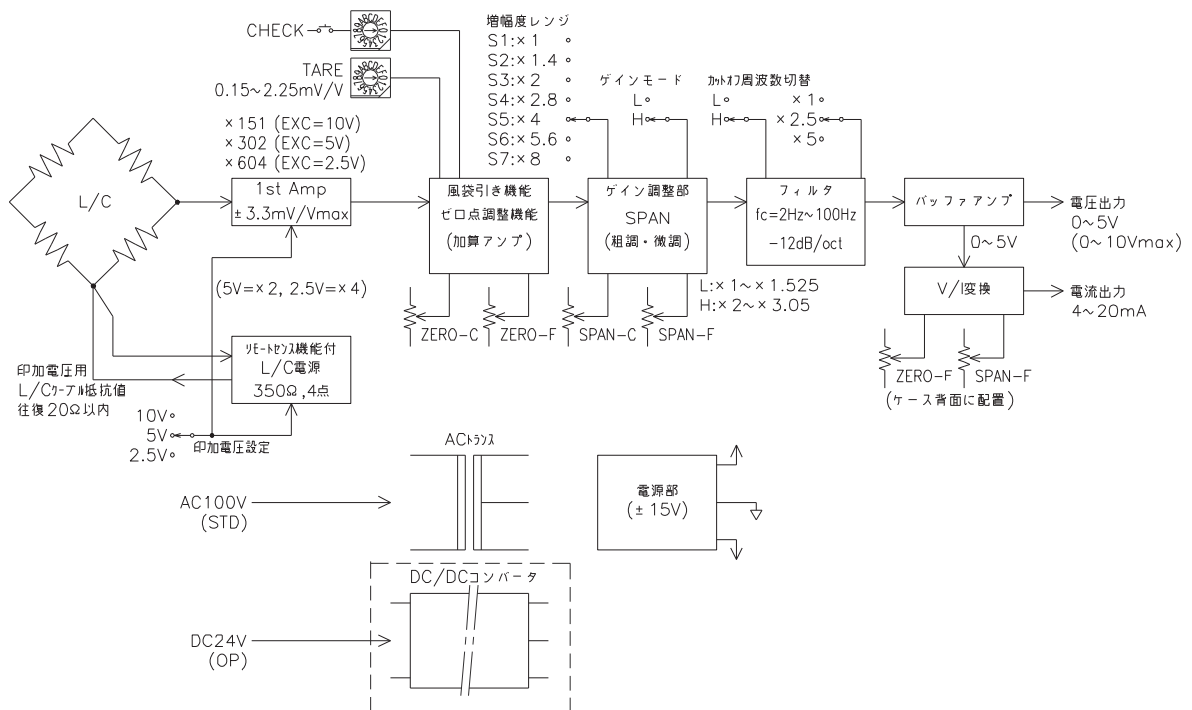 CHECK
TARE
0.15~2.25mV/V
増幅度レンジ
S1:×1
S2:×1.4
S3:×2
S4:×2.8
S5:×4
S6:×5.6
S7:×8
ゲインモード
L
H
ｶｯﾄｵﾌ周波数切替
L
H
×1
×2.5
×5
×151 (EXC=10V)
×302 (EXC=5V)
×604 (EXC=2.5V)
L/C
1st Amp
±3.3mV/Vmax
風袋引き機能
ゼロ点調整機能
(加算アンプ)
ゲイン調整部
SPAN
(粗調・微調)
フィルタ
fc=2Hz~100Hz
-12dB/oct
バッファアンプ
電圧出力
0~5V
(0~10Vmax)
0~5V
V/I変換
電流出力
4~20mA
(5V=×2, 2.5V=×4)
L:×1~×1.525
H:×2~×3.05
ZERO-C
ZERO-F
SPAN-C
SPAN-F
ZERO-F
SPAN-F
(ケース背面に配置)
ﾘﾓｰﾄｾﾝｽ機能付
L/C電源
350Ω,4点
印加電圧用
L/Cｹｰﾌﾞﾙ抵抗値
往復20Ω以内
10V
5V
2.5V
印加電圧設定
ACﾄﾗﾝｽ
AC100V
(STD)
電源部
(±15V)
DC/DCコンバータ
DC24V
(OP)